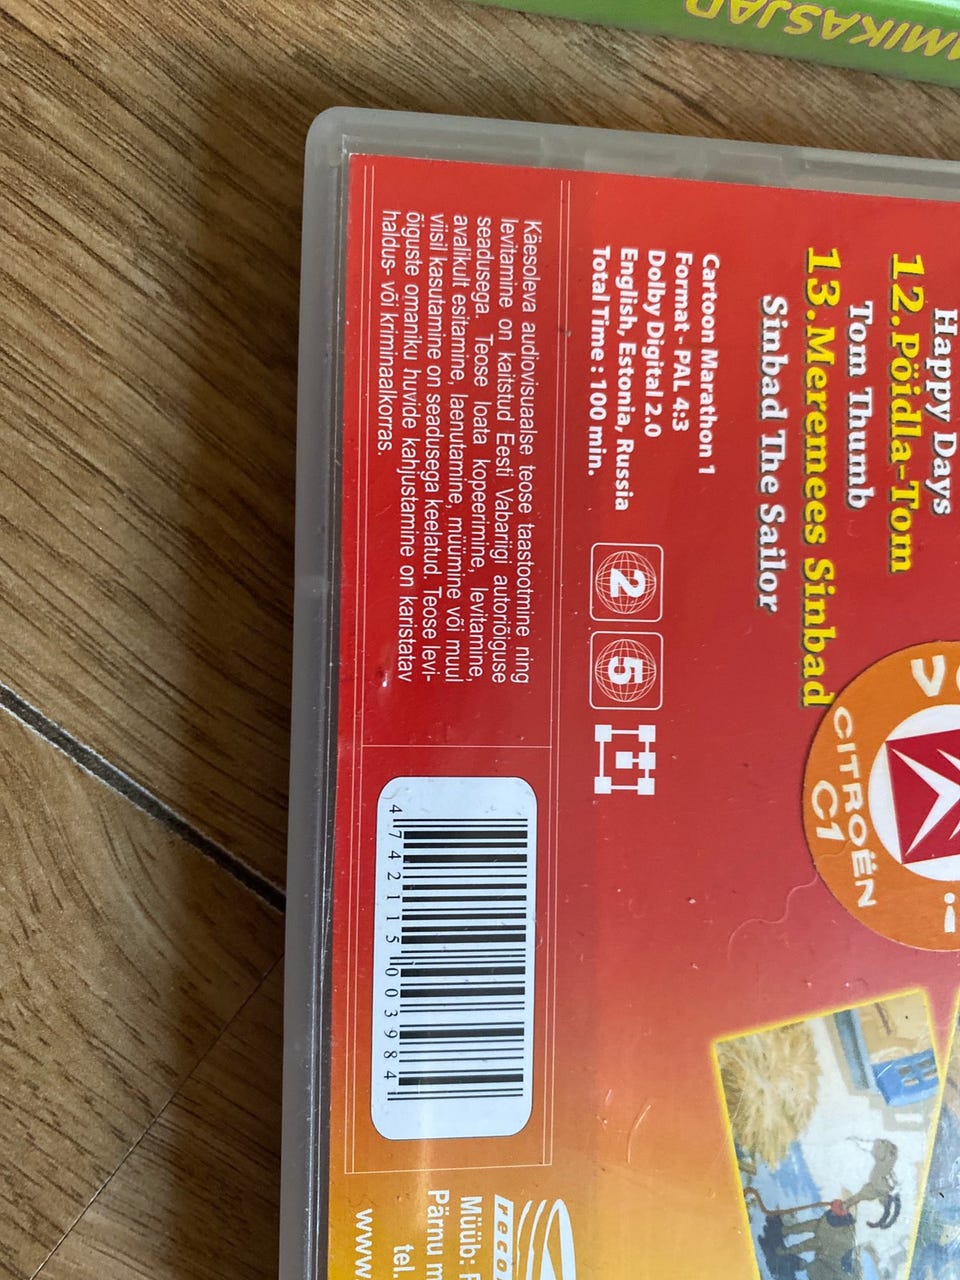 MIKASJAD
Happy Days
12. Pöidla-Tom
Tom Thumb
13. Meremees Sinbad
Sinbad The Sailor
Cartoon Marathon 1
Format - PAL 4:3
Dolby Digital 2.0
English, Estonia, Russia
Total Time : 100 min.
2 5
CITROËN
C1
Käesoleva audiovisuaalse teose taastootmine ning
levitamine on kaitstud Eesti Vabariigi autoriõiguse
seadusega. Teose loata kopeerimine, levitamine,
avalikult esitamine, laenutamine, müümine või muul
viisil kasutamine on seadusega keelatud. Teose levi-
õiguste omaniku huvide kahjustamine on karistatav
haldus- või kriminaalkorras.
4 742115 003984
Müüb:
Pärnu m
tel.
www.